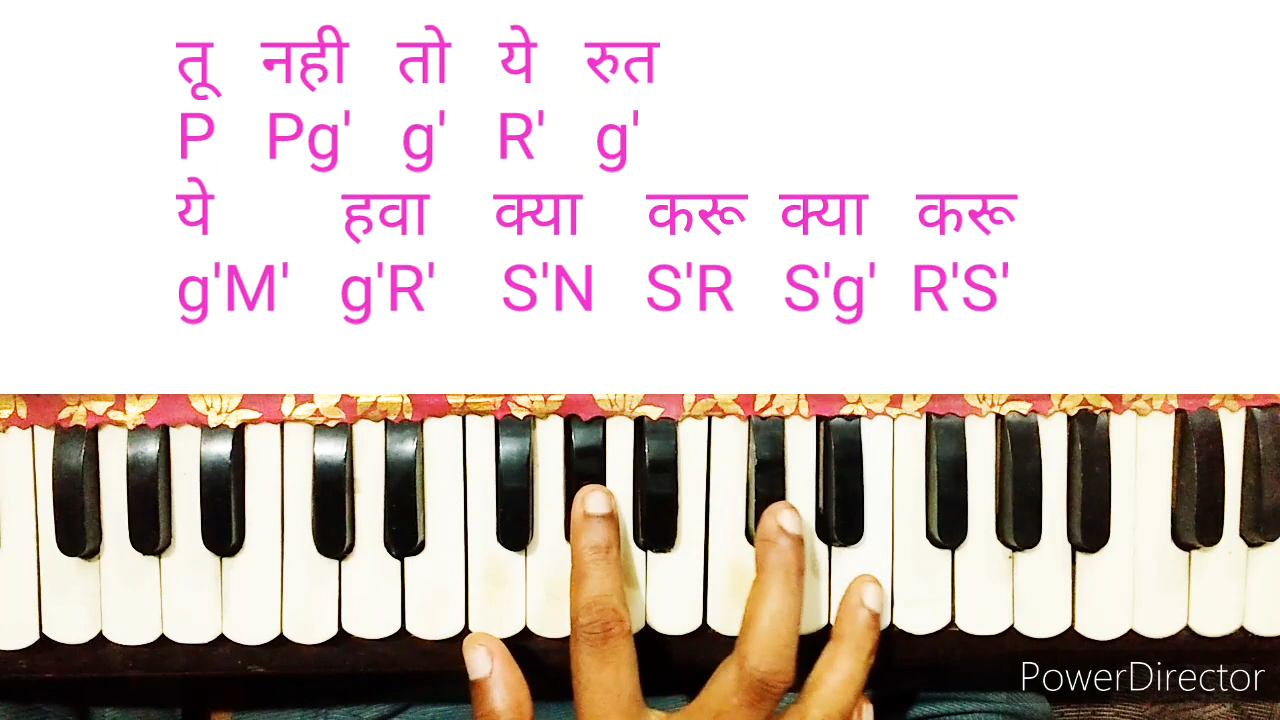 तू नही तो ये रुत
P Pg' g' R' g'
ये हवा क्या करू क्या करू
g'M' g'R' S'N S'R S'g' R'S'
PowerDirector